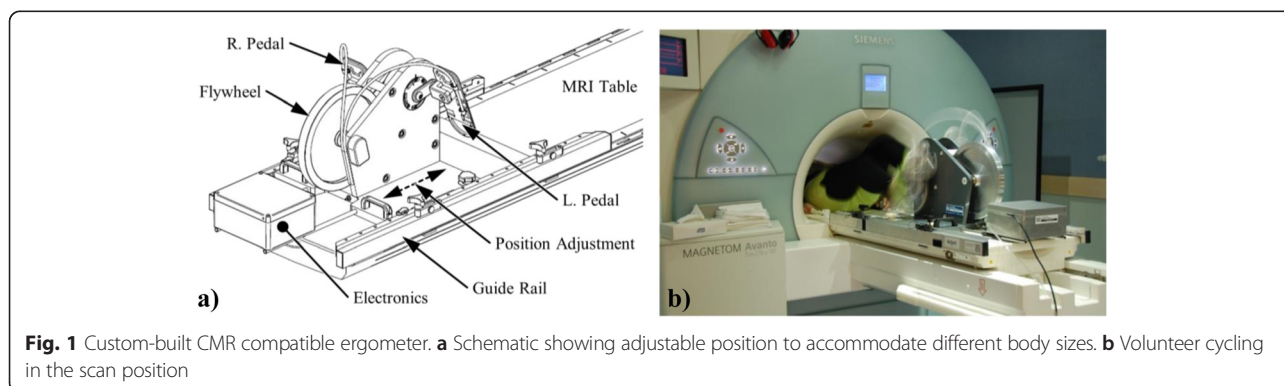 R. Pedal
Flywheel
MRI Table
L. Pedal
Position Adjustment
Guide Rail
Electronics
a)
SIEMENS
MAGNETOM Avanto
b)
Fig. 1 Custom-built CMR compatible ergometer. a Schematic showing adjustable position to accommodate different body sizes. b Volunteer cycling
in the scan position